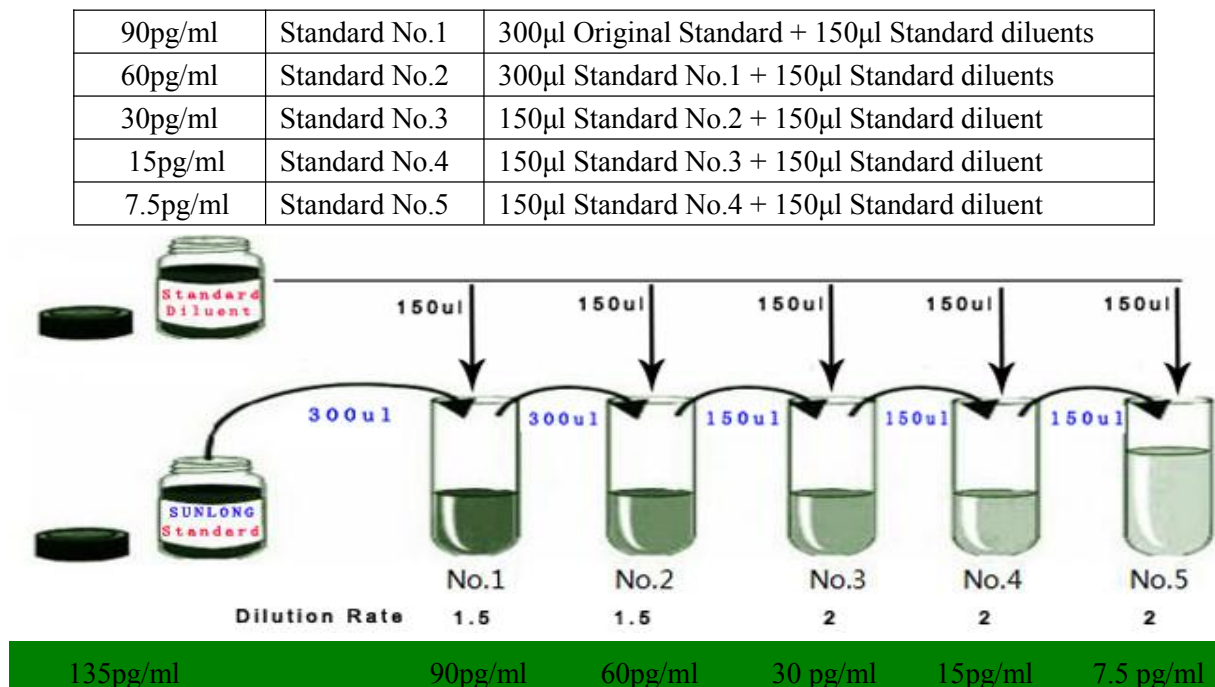 90pg/ml Standard No.1 300μl Original Standard + 150μl Standard diluents
60pg/ml Standard No.2 300μl Standard No.1 + 150μl Standard diluents
30pg/ml Standard No.3 150μl Standard No.2 + 150μl Standard diluent
15pg/ml Standard No.4 150μl Standard No.3 + 150μl Standard diluent
7.5pg/ml Standard No.5 150μl Standard No.4 + 150μl Standard diluent
Standard
Diluent
150ul 150ul 150ul 150ul 150ul
300ul 300ul 150ul 150ul 150ul
SUNLONG
Standard
No.1 No.2 No.3 No.4 No.5
Dilution Rate 1.5 1.5 2 2 2
135pg/ml 90pg/ml 60pg/ml 30 pg/ml 15pg/ml 7.5 pg/ml